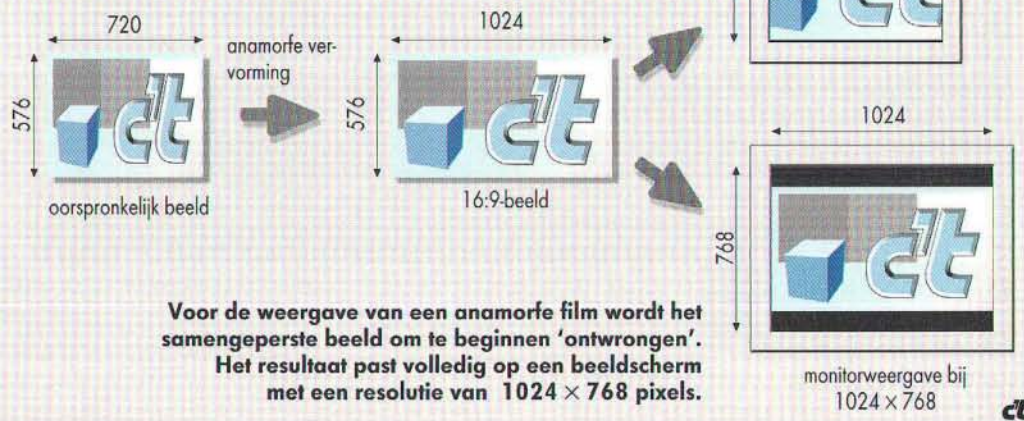 720
anamorfe ver-
vorming
1024
576
c't
oorspronkelijk beeld
576
c't
16:9-beeld
c't
1024
768
c't
monitorweergave bij
1024 × 768
Voor de weergave van een anamorfe film wordt het
samengeperste beeld om te beginnen ‘ontwrongen’.
Het resultaat past volledig op een beeldscherm
met een resolutie van 1024 × 768 pixels.
c't